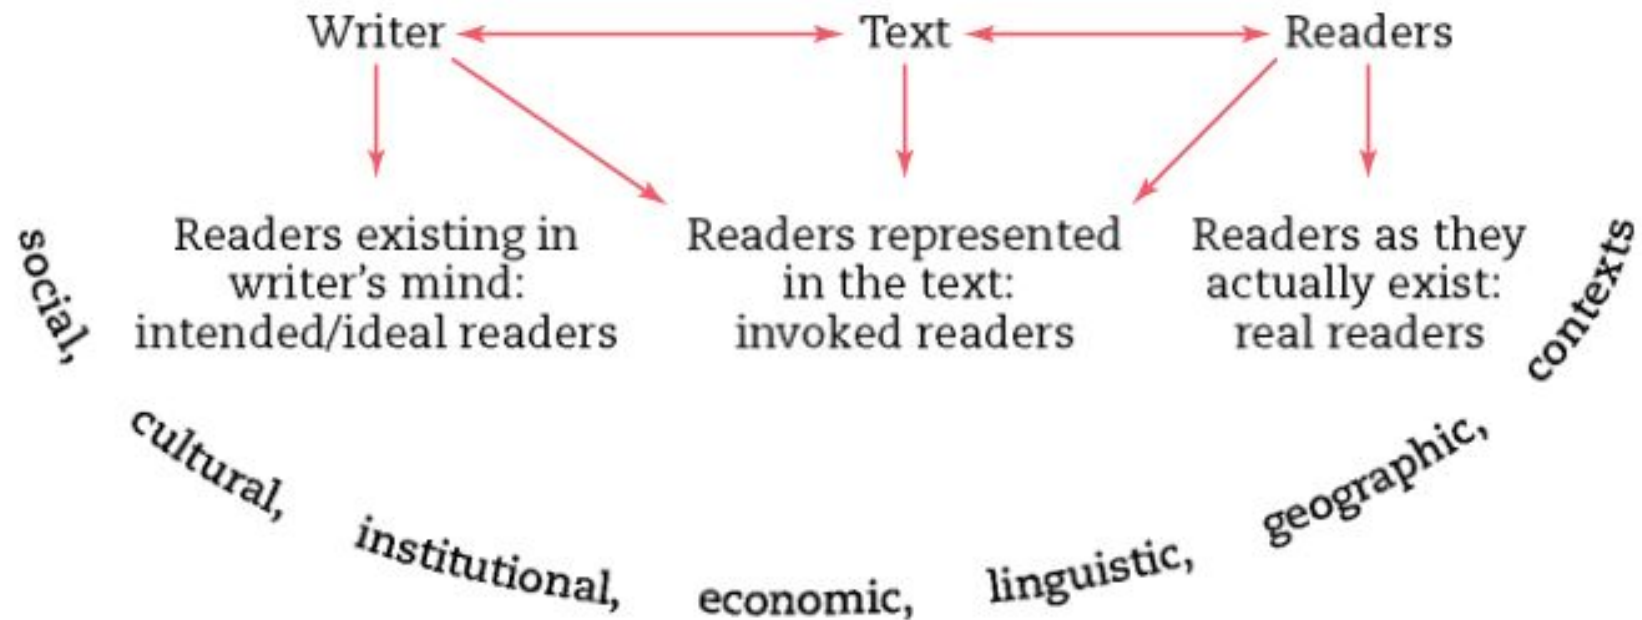 Writer Text Readers
Readers existing in
writer's mind:
intended/ideal readers
Readers represented
in the text:
invoked readers
Readers as they
actually exist:
real readers
social, cultural, institutional, economic, linguistic, geographic, contexts